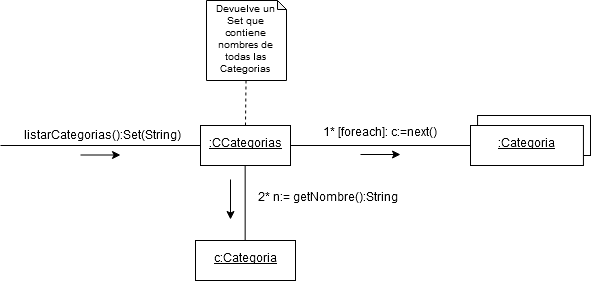 Devuelve un
Set que
contiene
nombres de
todas las
Categorias
listarCategorias():Set(String)
:CCategorias
1* [foreach]: c:=next()
:Categoria
2* n:= getNombre():String
c:Categoria